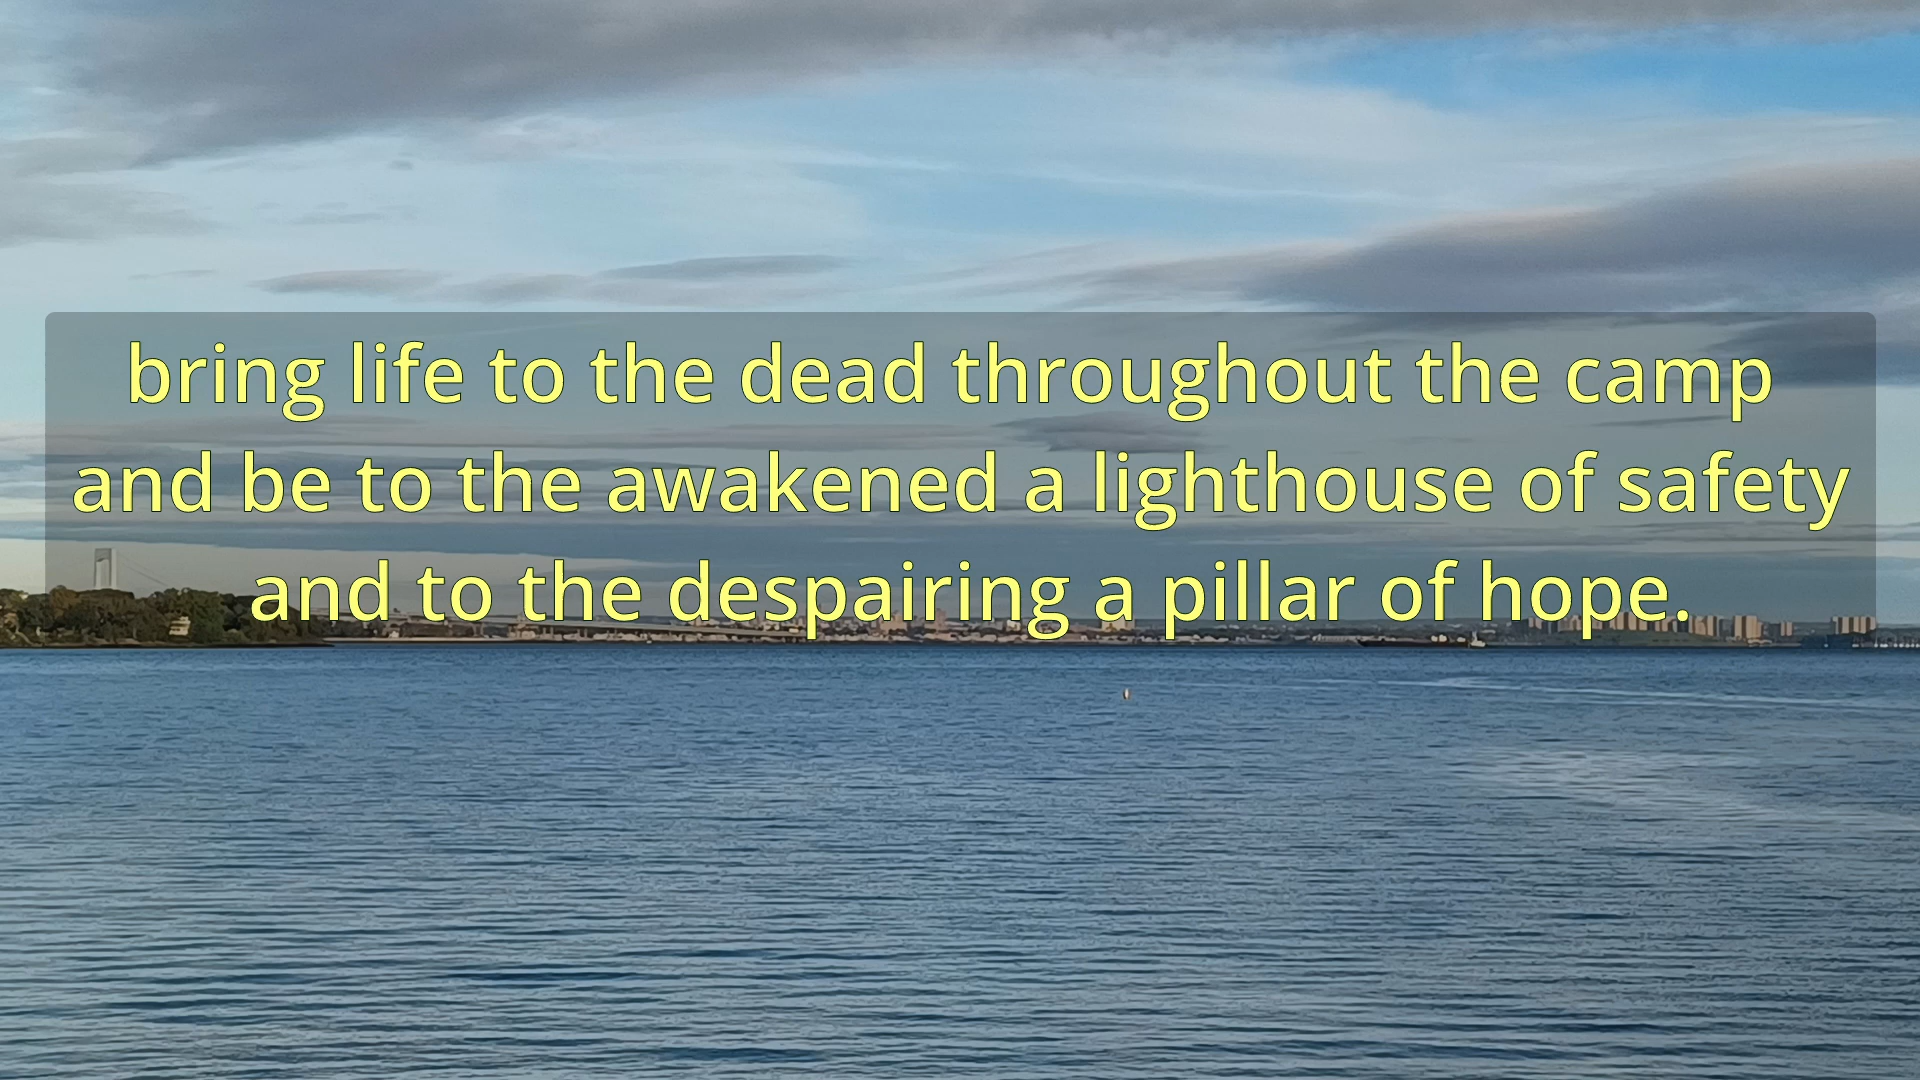 bring life to the dead throughout the camp
and be to the awakened a lighthouse of safety
and to the despairing a pillar of hope.